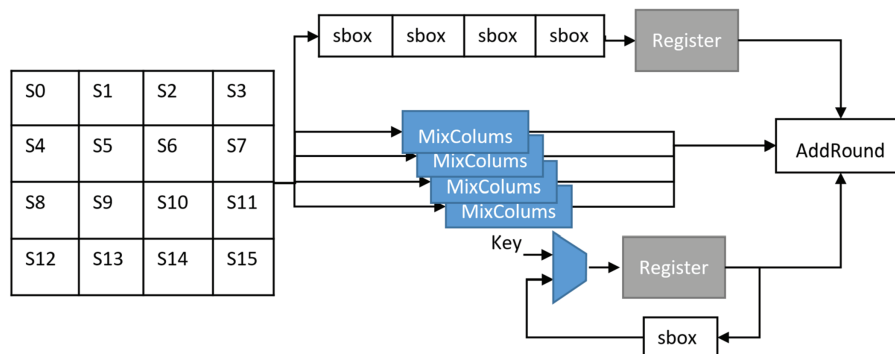 sbox sbox sbox sbox
Register
S0 S1 S2 S3
S4 S5 S6 S7
S8 S9 S10 S11
S12 S13 S14 S15
MixColums
MixColums
MixColums
MixColums
AddRound
Key
Register
sbox